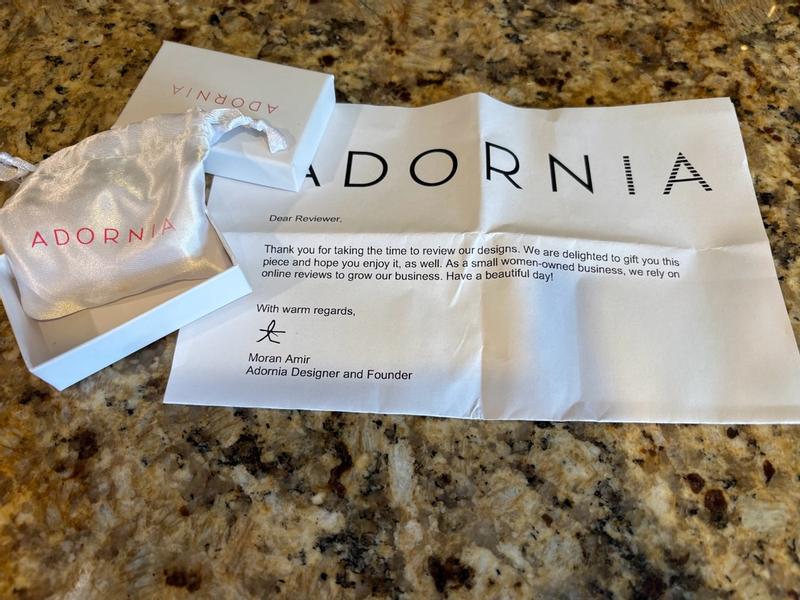 ADORNIA
ADORNIA
ADORNIA
Dear Reviewer,
Thank you for taking the time to review our designs. We are delighted to gift you this
piece and hope you enjoy it, as well. As a small women-owned business, we rely on
online reviews to grow our business. Have a beautiful day!
With warm regards,
Moran Amir
Adornia Designer and Founder